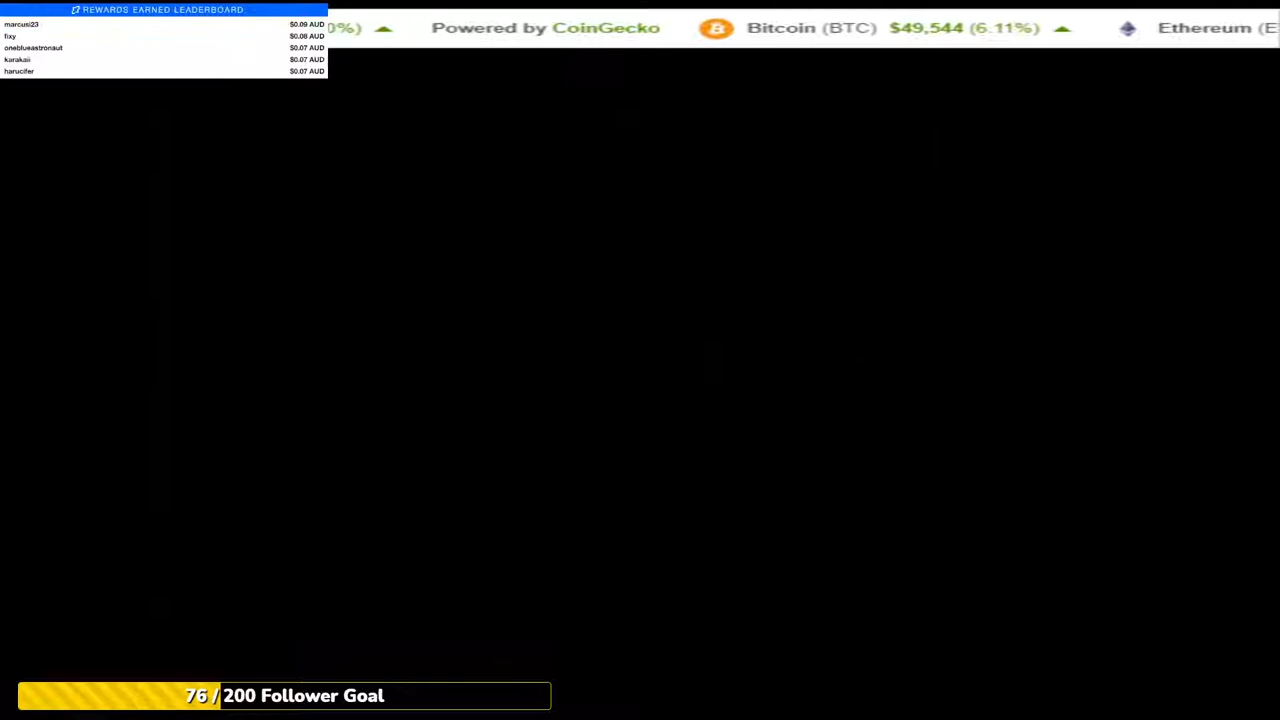 REWARDS EARNED LEADERBOARD
marcusi23 $0.09 AUD
fixy $0.08 AUD
oneblueastronaut $0.07 AUD
karakaii $0.07 AUD
harucifer $0.07 AUD
0%) Powered by CoinGecko Bitcoin (BTC) $49,544 (6.11%) Ethereum (E
76 / 200 Follower Goal